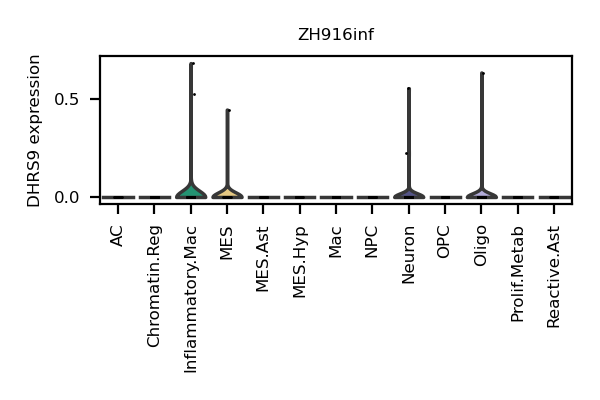 ZH916inf
DHRS9 expression
0.5
0.0
AC
Chromatin.Reg
Inflammatory.Mac
MES
MES.Ast
MES.Hyp
Mac
NPC
Neuron
OPC
Oligo
Prolif.Metab
Reactive.Ast